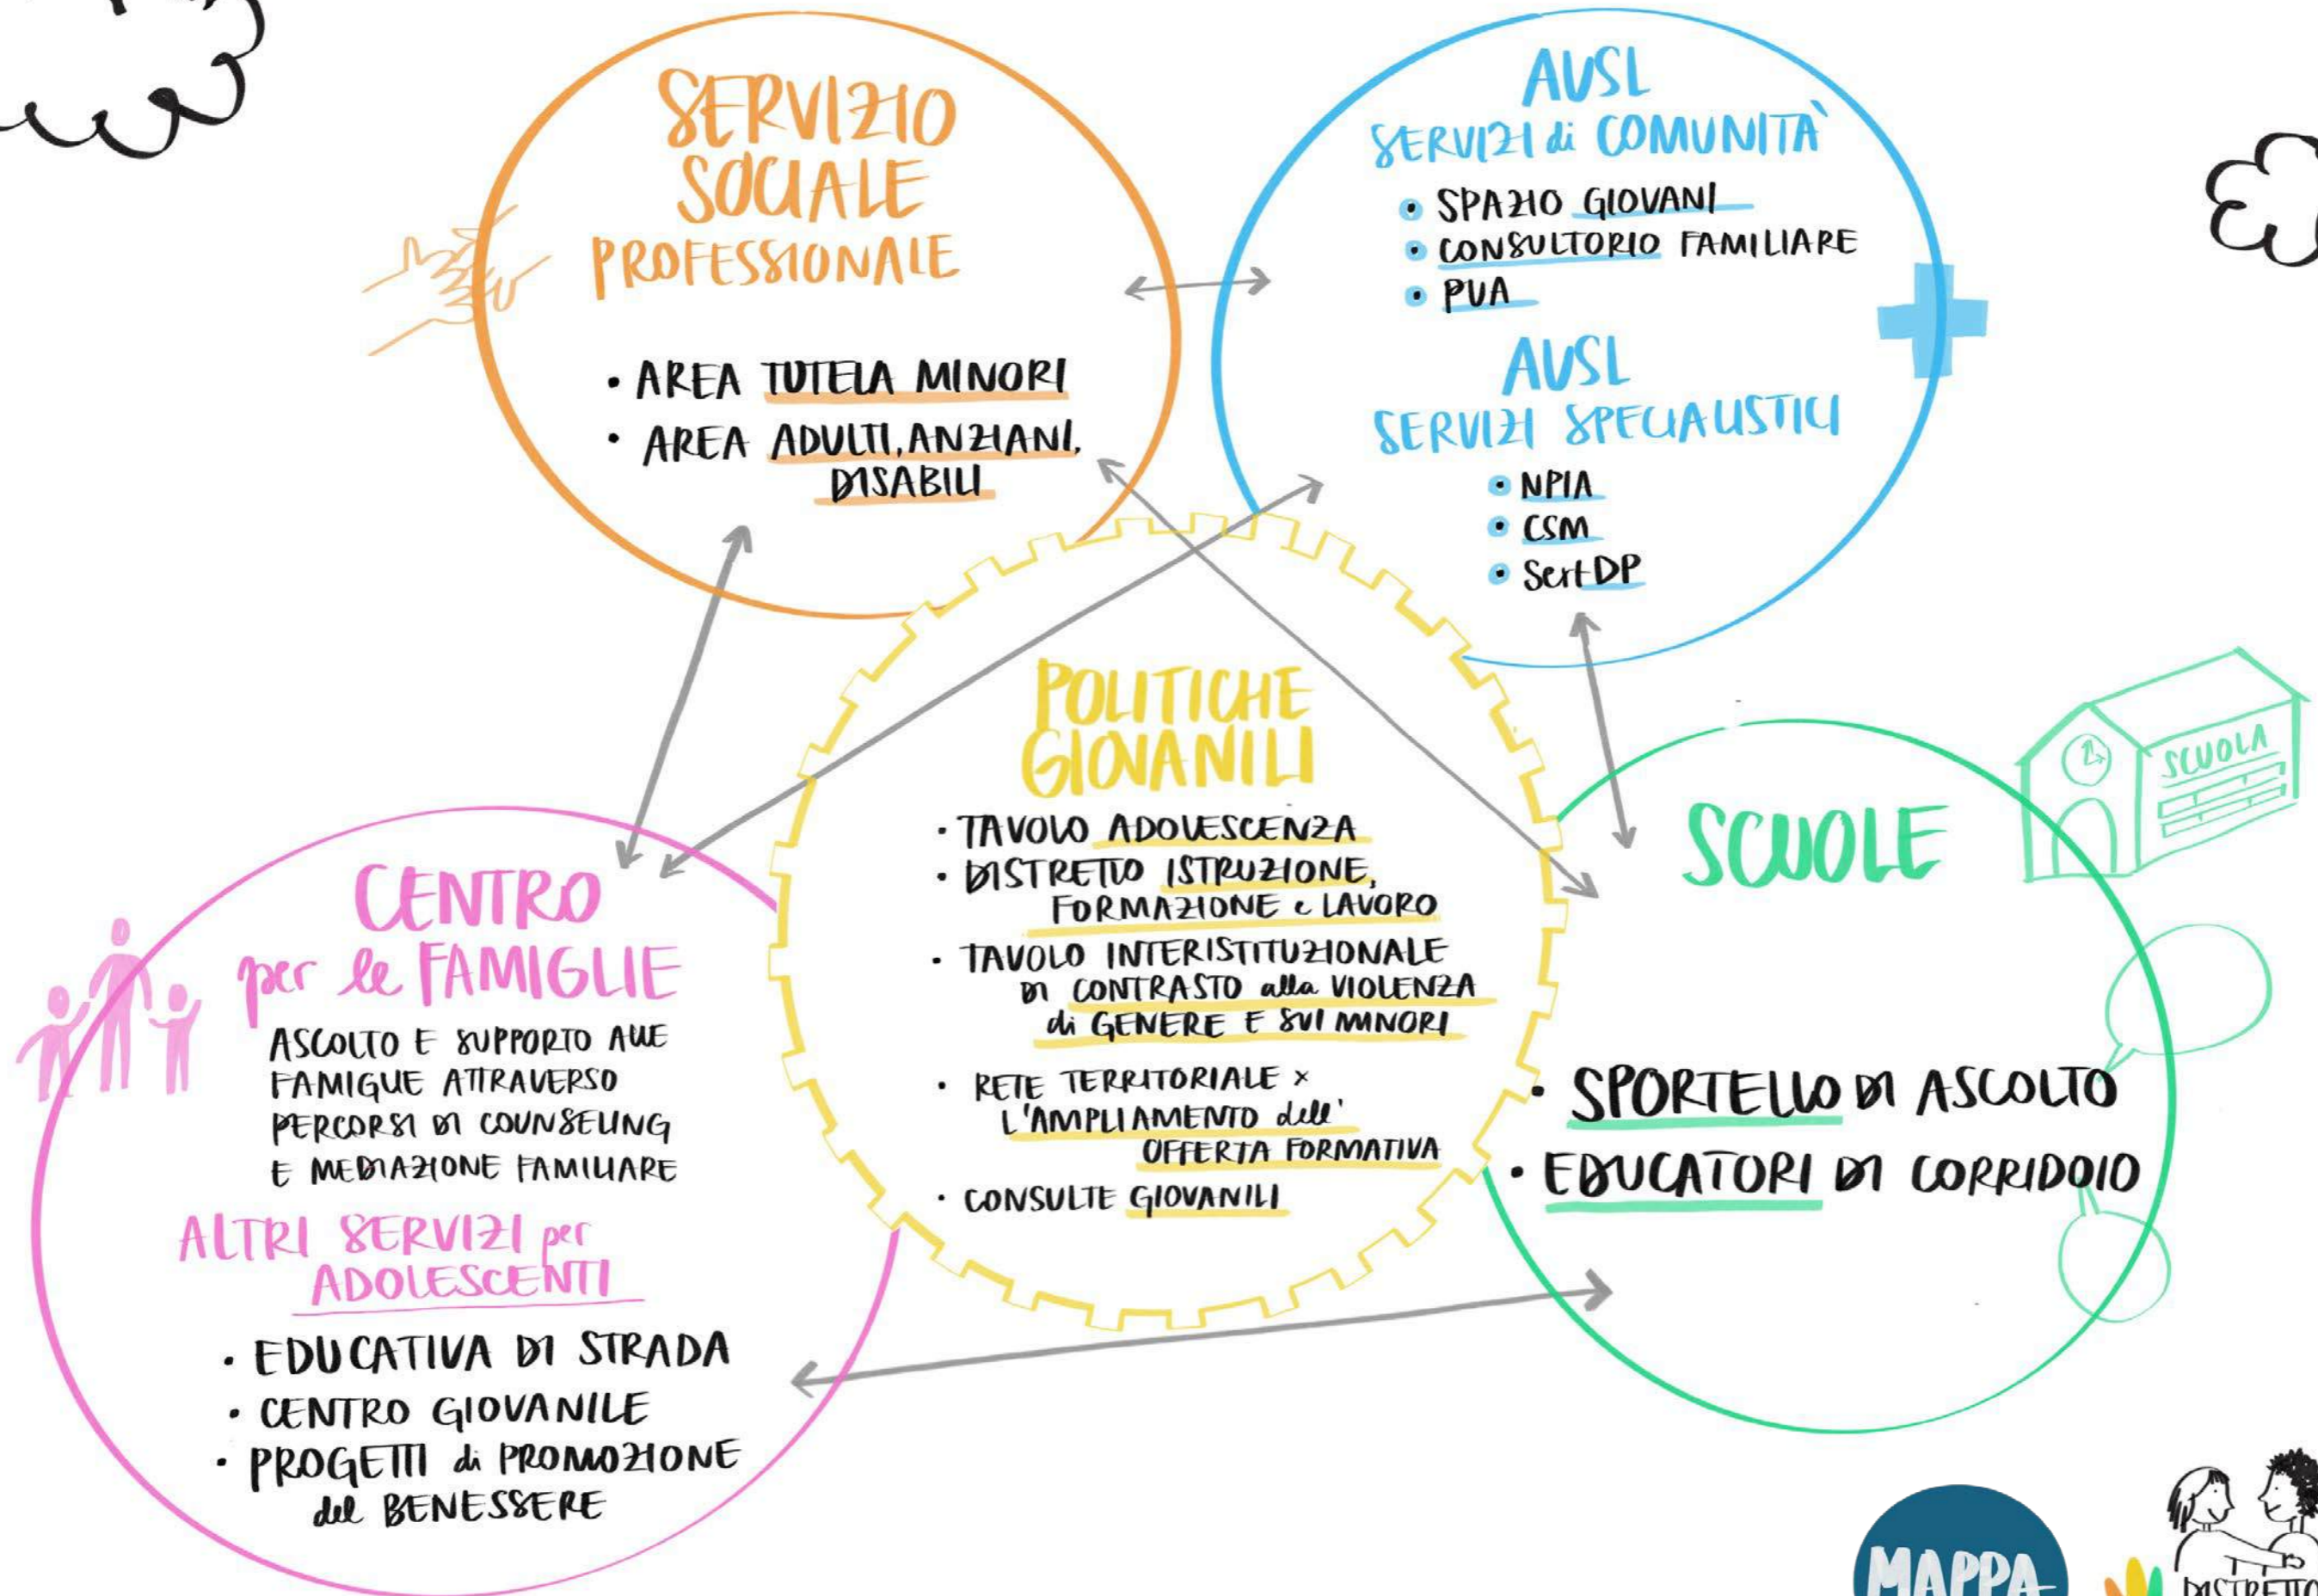 SERVIZIO
SOCIALE
PROFESSIONALE
• AREA TUTELA MINORI
• AREA ADULTI, ANZIANI,
DISABILI
AUSL
SERVIZI di COMUNITÀ
• SPAZIO GIOVANI
• CONSULTORIO FAMILIARE
• PUA
AUSL
SERVIZI SPECIALISTICI
• NPIA
• CSM
• SertDP
POLITICHE
GIOVANILI
• TAVOLO ADOLESCENZA
• DISTRETTO ISTRUZIONE,
FORMAZIONE e LAVORO
• TAVOLO INTERISTITUZIONALE
DI CONTRASTO alla VIOLENZA
di GENERE E SUI MINORI
• RETE TERRITORIALE x
L'AMPLIAMENTO dell'
OFFERTA FORMATIVA
• CONSULTE GIOVANILI
CENTRO
per le FAMIGLIE
ASCOLTO E SUPPORTO ALLE
FAMIGLIE ATTRAVERSO
PERCORSI DI COUNSELING
E MEDIAZIONE FAMILIARE
ALTRI SERVIZI per
ADOLESCENTI
• EDUCATIVA DI STRADA
• CENTRO GIOVANILE
• PROGETTI di PROMOZIONE
del BENESSERE
SCUOLA
SCUOLE
• SPORTELLO DI ASCOLTO
• EDUCATORI DI CORRIDOIO
MAPPA
DISTRETTO